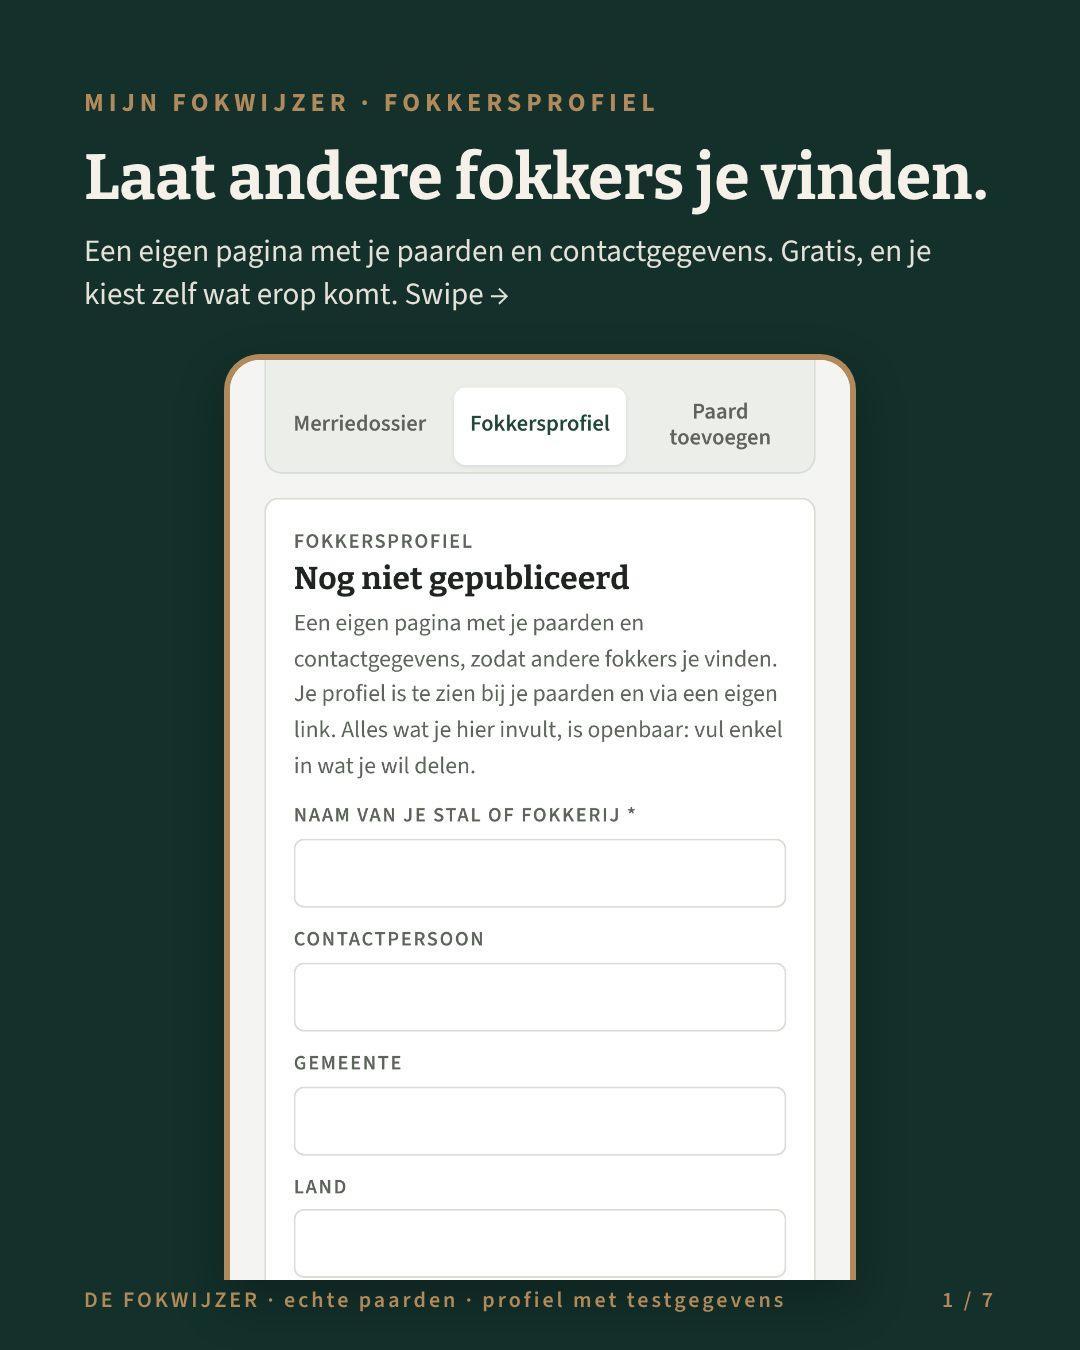 MIJN FOKWIJZER · FOKKERSPROFIEL
Laat andere fokkers je vinden.
Een eigen pagina met je paarden en contactgegevens. Gratis, en je
kiest zelf wat erop komt. Swipe →
Merriedossier
Fokkersprofiel
Paard
toevoegen
FOKKERSPROFIEL
Nog niet gepubliceerd
Een eigen pagina met je paarden en
contactgegevens, zodat andere fokkers je vinden.
Je profiel is te zien bij je paarden en via een eigen
link. Alles wat je hier invult, is openbaar: vul enkel
in wat je wil delen.
NAAM VAN JE STAL OF FOKKERIJ *
CONTACTPERSOON
GEMEENTE
LAND
DE FOKWIJZER · echte paarden · profiel met testgegevens
1 / 7